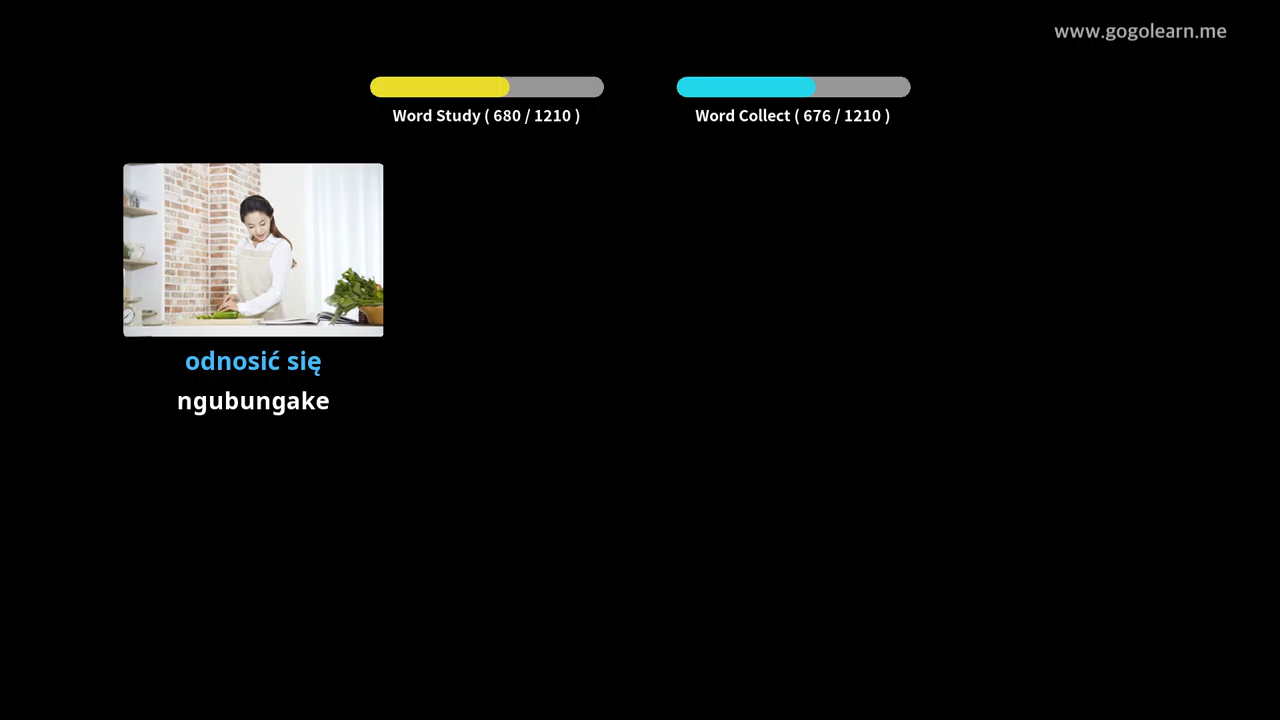 www.gogolearn.me
Word Study ( 680 / 1210 )
Word Collect ( 676 / 1210 )
odnosić się
ngubungake